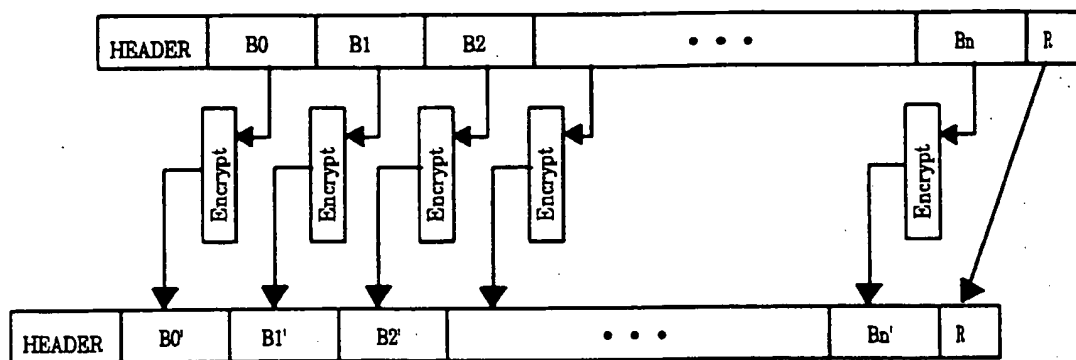 HEADER B0 B1 B2 • • • Bn R
Encrypt Encrypt Encrypt Encrypt Encrypt
HEADER B0' B1' B2' • • • Bn' R